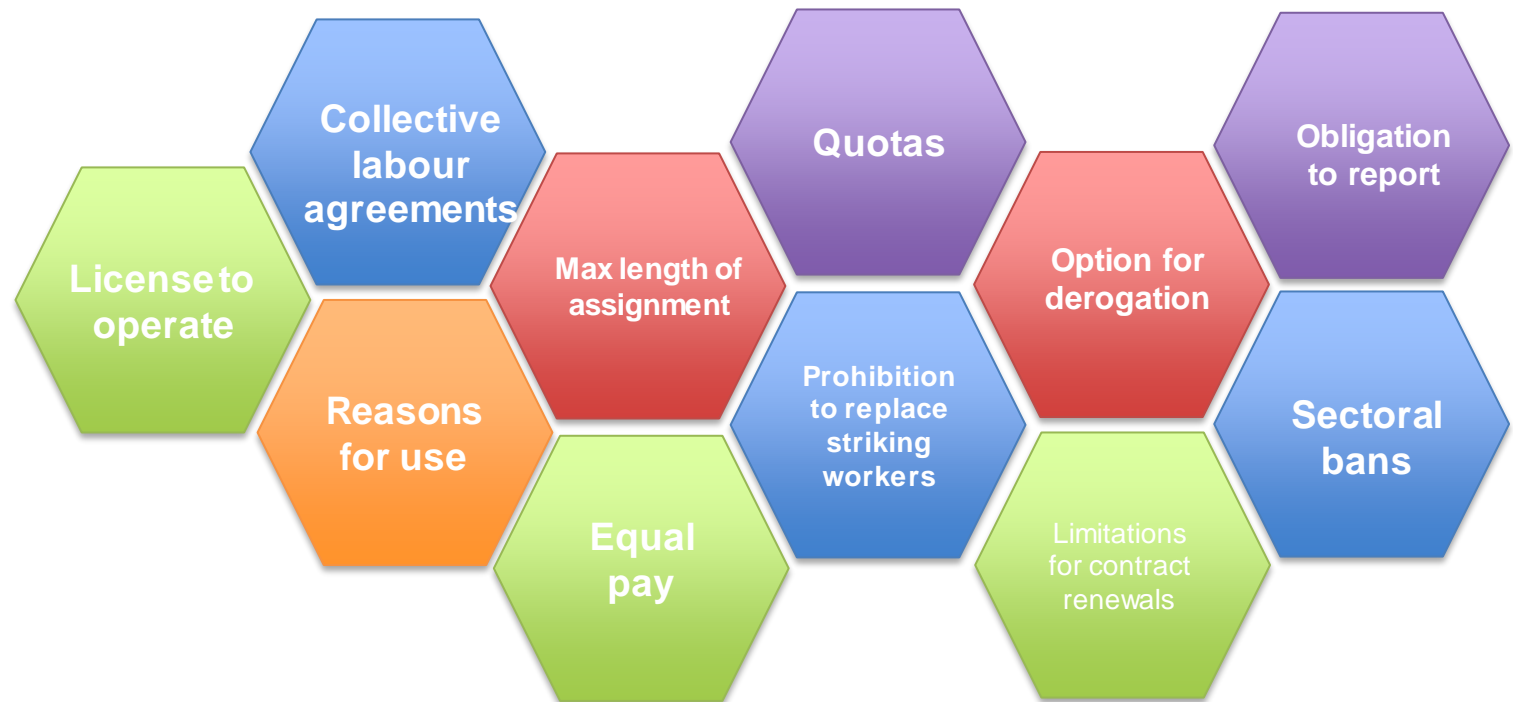 License to
operate
Collective
labour
agreements
Reasons
for use
Max length of
assignment
Equal
pay
Quotas
Prohibition
to replace
striking
workers
Option for
derogation
Limitations
for contract
renewals
Obligation
to report
Sectoral
bans